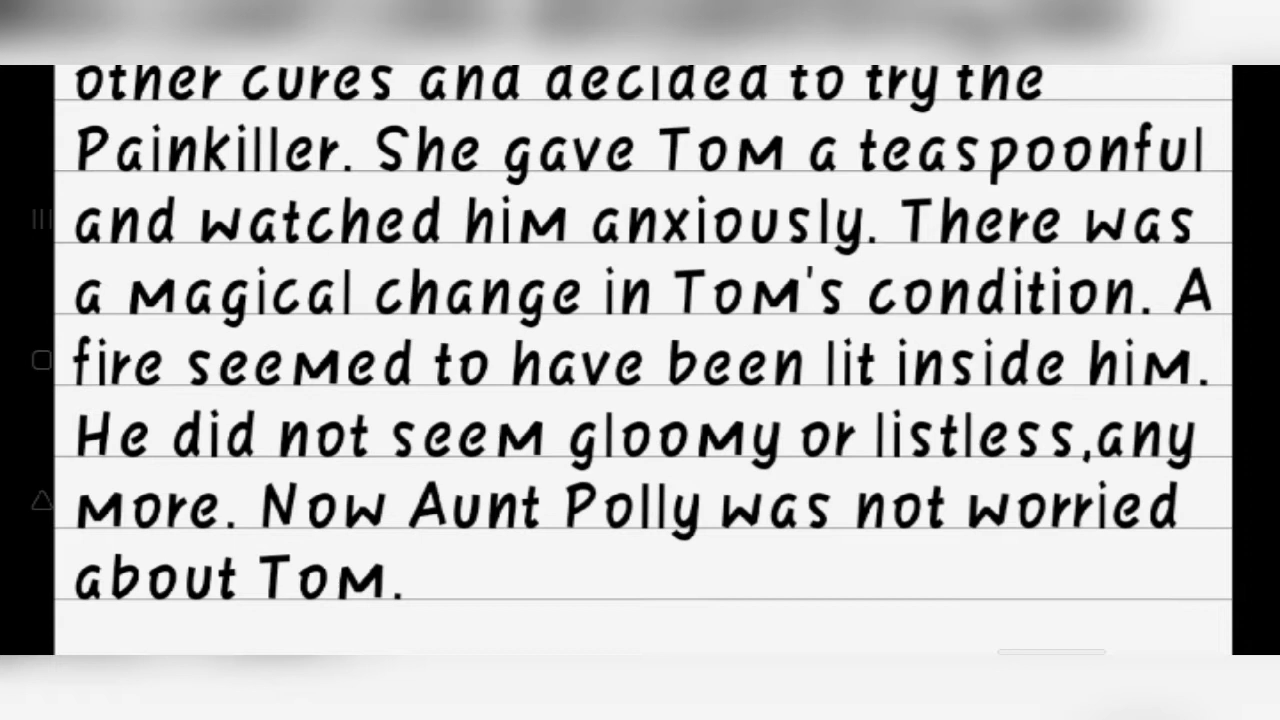 other cures and decided to try the
Painkiller. She gave Tom a teaspoonful
and watched him anxiously. There was
a magical change in Tom's condition. A
fire seemed to have been lit inside him.
He did not seem gloomy or listless,any
more. Now Aunt Polly was not worried
about Tom.